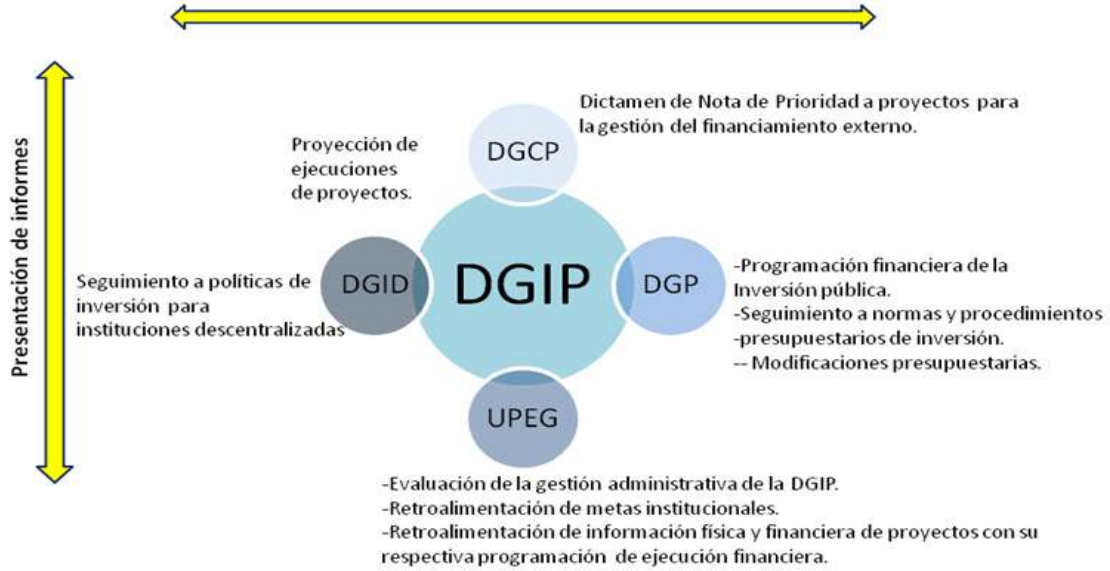 Presentación de informes
DGCP
Dictamen de Nota de Prioridad a proyectos para
la gestión del financiamiento externo.
Proyección de
ejecuciones
de proyectos.
DGID
Seguimiento a políticas de
inversión para
instituciones descentralizadas
DGIP
DGP
-Programación financiera de la
Inversión pública.
-Seguimiento a normas y procedimientos
-presupuestarios de inversión.
-- Modificaciones presupuestarias.
UPEG
-Evaluación de la gestión administrativa de la DGIP.
-Retroalimentación de metas institucionales.
-Retroalimentación de información física y financiera de proyectos con su
respectiva programación de ejecución financiera.